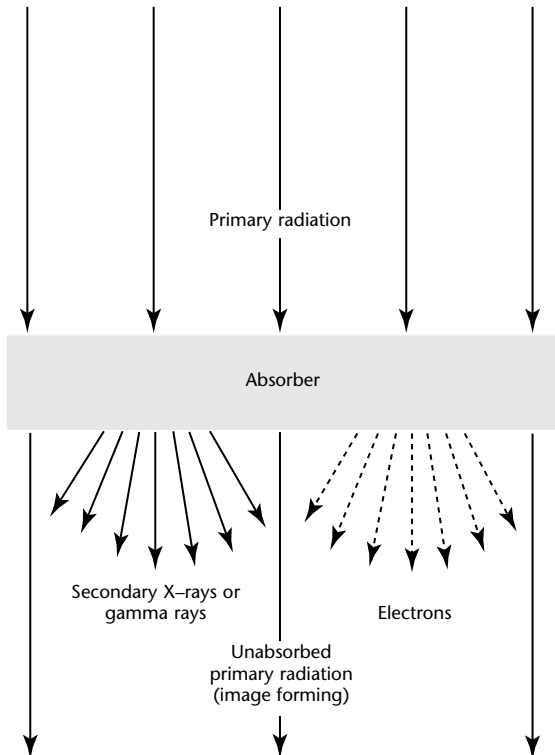 Primary radiation
Absorber
Secondary X–rays or
gamma rays
Electrons
Unabsorbed
primary radiation
(image forming)